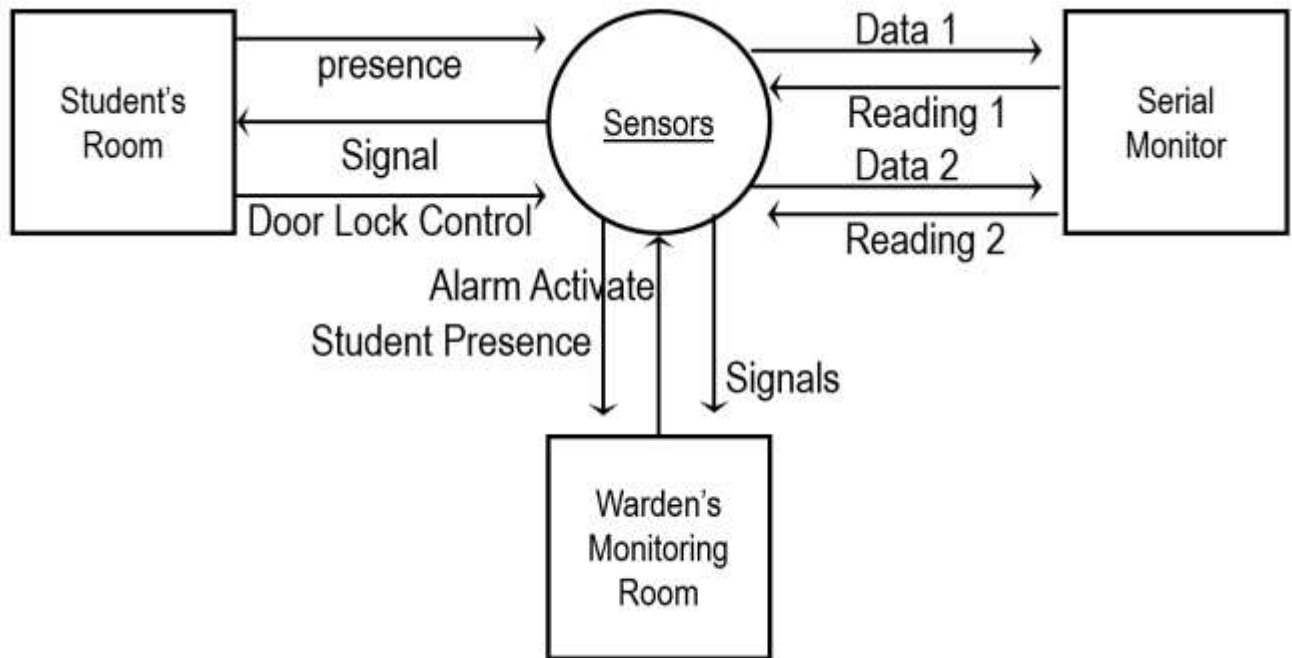 Student's
Room
presence
Signal
Door Lock Control
Sensors
Data 1
Reading 1
Data 2
Reading 2
Serial
Monitor
Alarm Activate
Student Presence
Signals
Warden's
Monitoring
Room